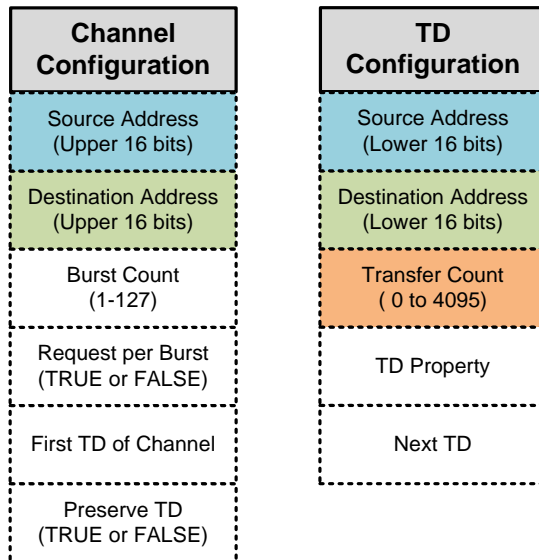 Channel
Configuration
Source Address
(Upper 16 bits)
Destination Address
(Upper 16 bits)
Burst Count
(1-127)
Request per Burst
(TRUE or FALSE)
First TD of Channel
Preserve TD
(TRUE or FALSE)
TD
Configuration
Source Address
(Lower 16 bits)
Destination Address
(Lower 16 bits)
Transfer Count
( 0 to 4095)
TD Property
Next TD